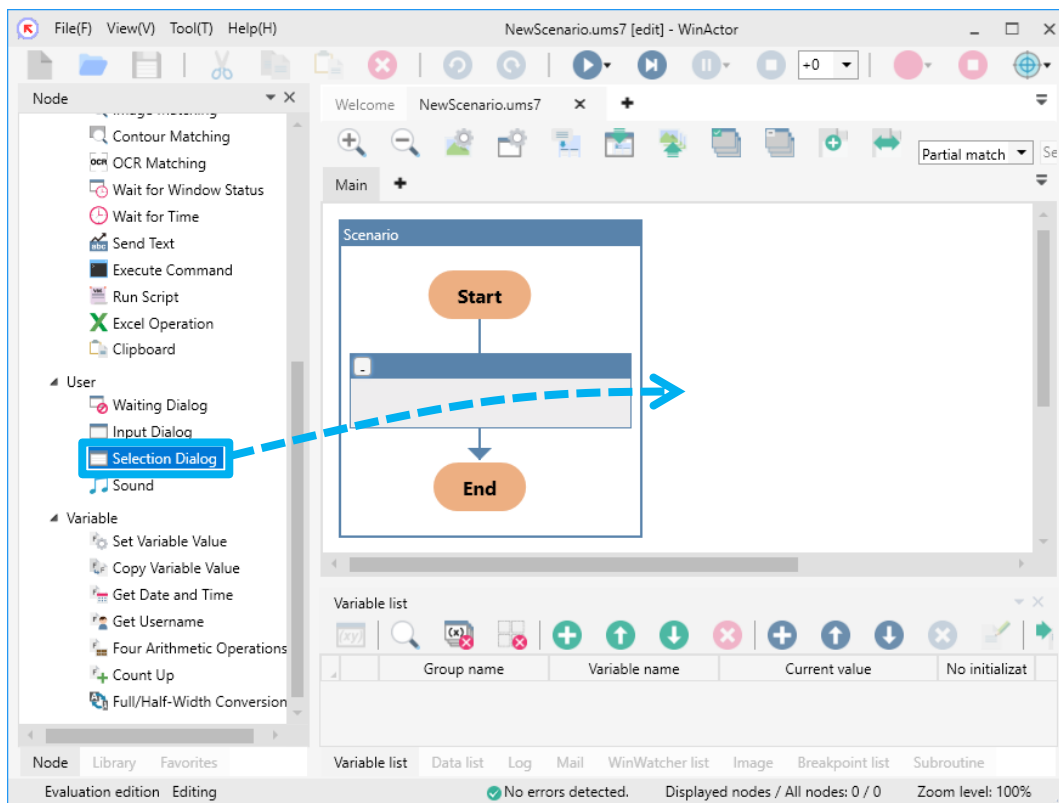 File(F) View(V) Tool(T) Help(H) NewScenario.ums7 [edit] - WinActor
+0
Node
Welcome NewScenario.ums7
Image Matching
Contour Matching
OCR OCR Matching
Wait for Window Status
Wait for Time
abc Send Text
Execute Command
Run Script
Excel Operation
Clipboard
User
Waiting Dialog
Input Dialog
Selection Dialog
Sound
Variable
Set Variable Value
Copy Variable Value
Get Date and Time
Get Username
Four Arithmetic Operations
Count Up
Full/Half-Width Conversion
Node Library Favorites
Partial match Se
Main
Scenario
Start
End
Variable list
Group name Variable name Current value No initializat
Variable list Data list Log Mail WinWatcher list Image Breakpoint list Subroutine
Evaluation edition Editing No errors detected. Displayed nodes / All nodes: 0 / 0 Zoom level: 100%